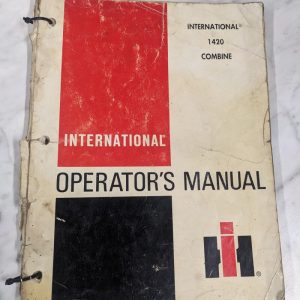 INTERNATIONAL®
1420
COMBINE
INTERNATIONAL®
OPERATOR'S MANUAL
IH®